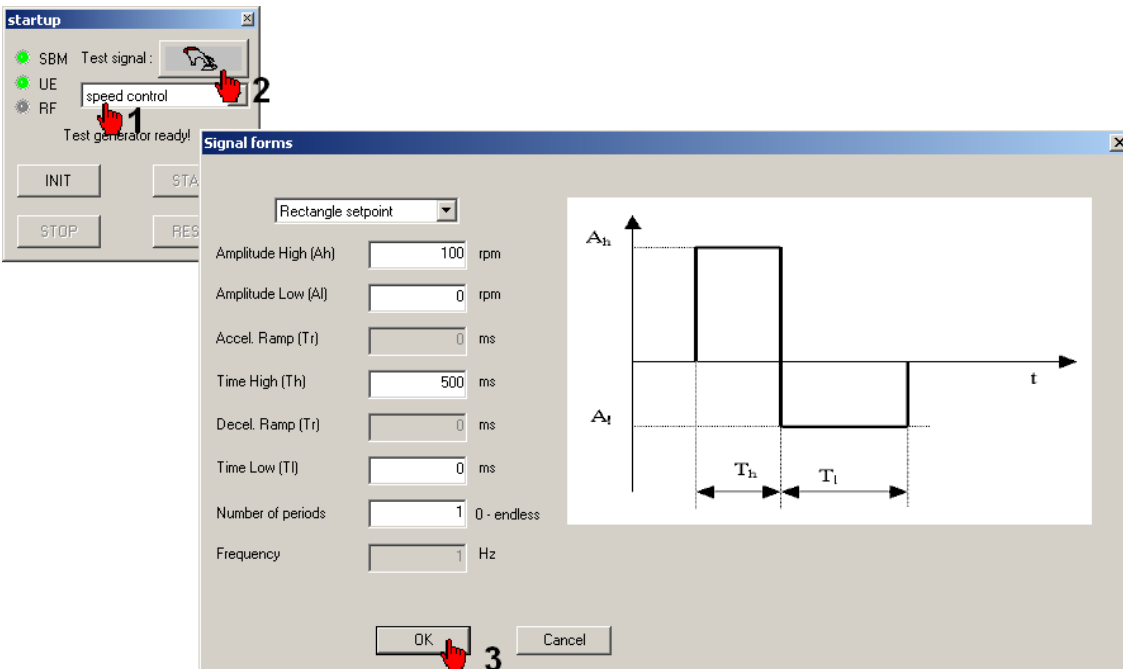 startup
SBM Test signal :
2
UE
speed control
RF
1
Test generator ready!
INIT
STA
STOP
RES
Signal forms
Rectangle setpoint
Amplitude High (Ah) 100 rpm
Amplitude Low (Al) 0 rpm
Accel. Ramp (Tr) 0 ms
Time High (Th) 500 ms
Decel. Ramp (Tr) 0 ms
Time Low (Tl) 0 ms
Number of periods 1 0 - endless
Frequency 1 Hz
Ah
t
Al
Th
Tl
OK
Cancel
3